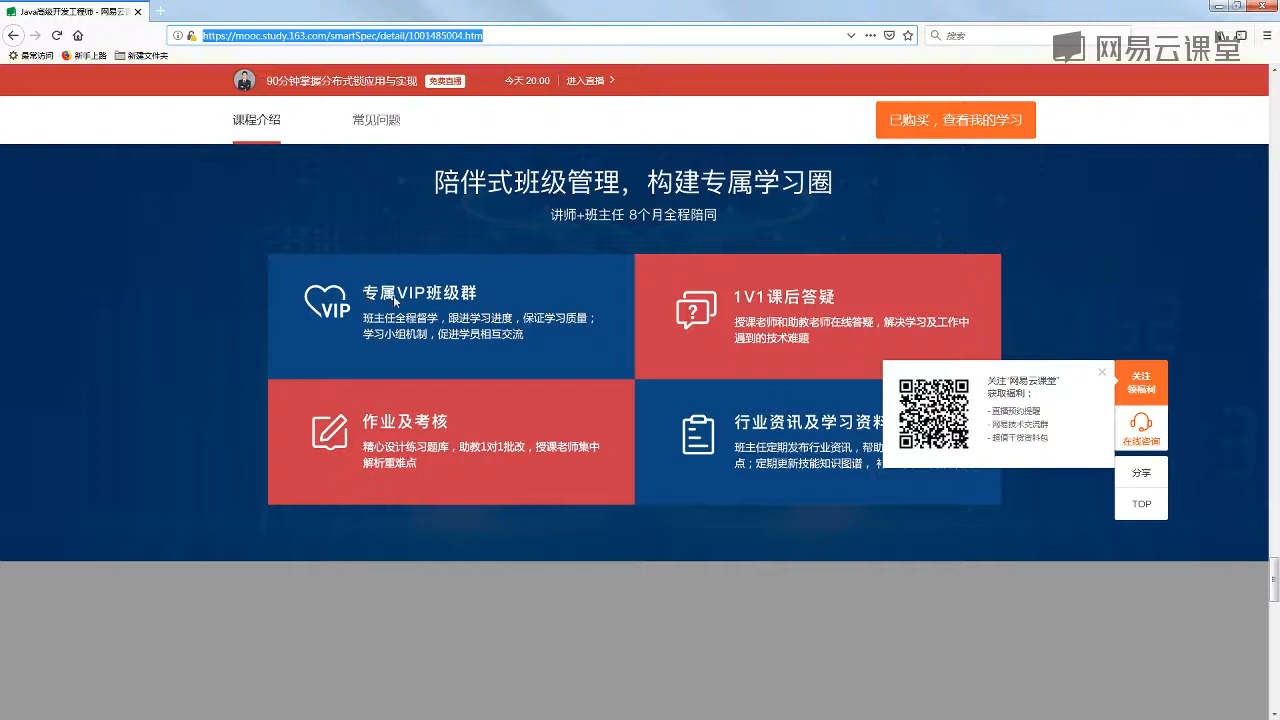 Java高级开发工程师 - 网易云
https://mooc.study.163.com/smartSpec/detail/1001485004.htm
搜索
最常访问 新手上路 新建文件夹
网易云课堂
90分钟掌握分布式锁应用与实现 免费直播 今天 20:00 进入直播
课程介绍 常见问题 已购买，查看我的学习
陪伴式班级管理，构建专属学习圈
讲师+班主任 8个月全程陪同
VIP
专属VIP班级群
班主任全程督学，跟进学习进度，保证学习质量；
学习小组机制，促进学员相互交流
1V1课后答疑
授课老师和助教老师在线答疑，解决学习及工作中
遇到的技术难题
作业及考核
精心设计练习题库，助教1对1批改，授课老师集中
解析重难点
行业资讯及学习资料
班主任定期发布行业资讯，帮助
点；定期更新技能知识图谱，
关注"网易云课堂"
获取福利：
- 直播预约提醒
- 网易技术交流群
- 超值干货资料包
关注
领福利
在线咨询
分享
TOP